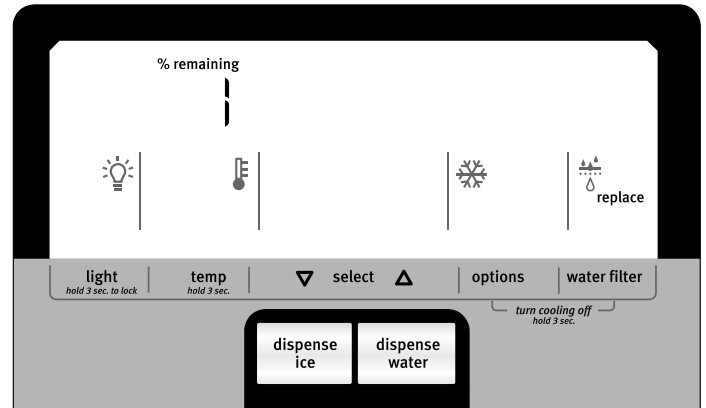 % remaining
1
replace
light temp select options water filter
hold 3 sec. to lock hold 3 sec.
turn cooling off
hold 3 sec.
dispense
ice
dispense
water